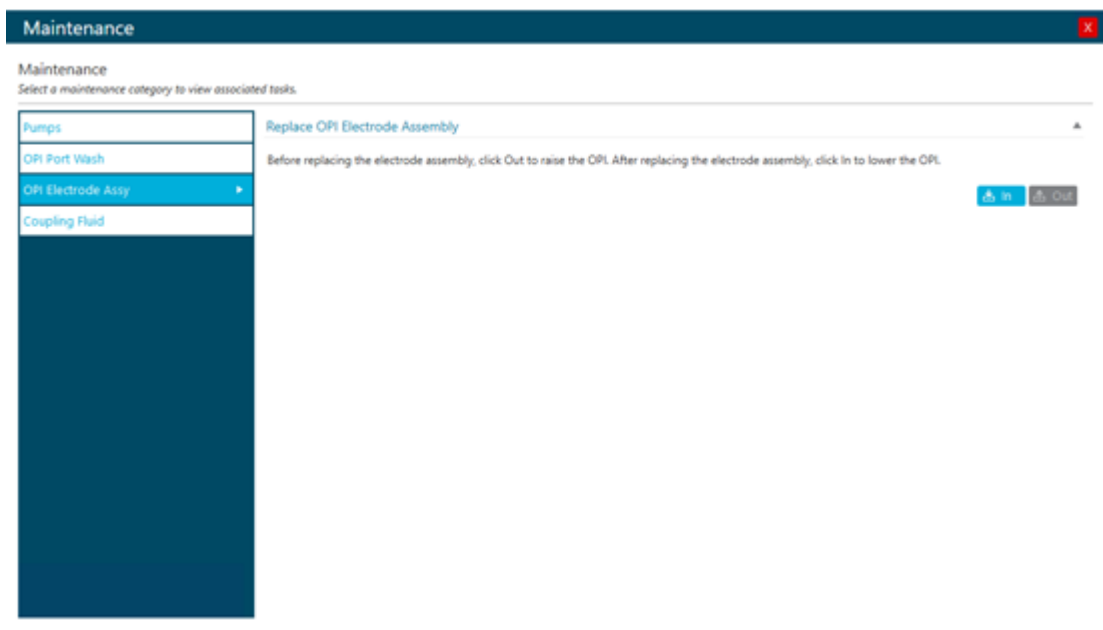 Maintenance
X
Maintenance
Select a maintenance category to view associated tasks.
Pumps
OPI Port Wash
OPI Electrode Assy
Coupling Fluid
Replace OPI Electrode Assembly
Before replacing the electrode assembly, click Out to raise the OPI. After replacing the electrode assembly, click In to lower the OPI.
In Out